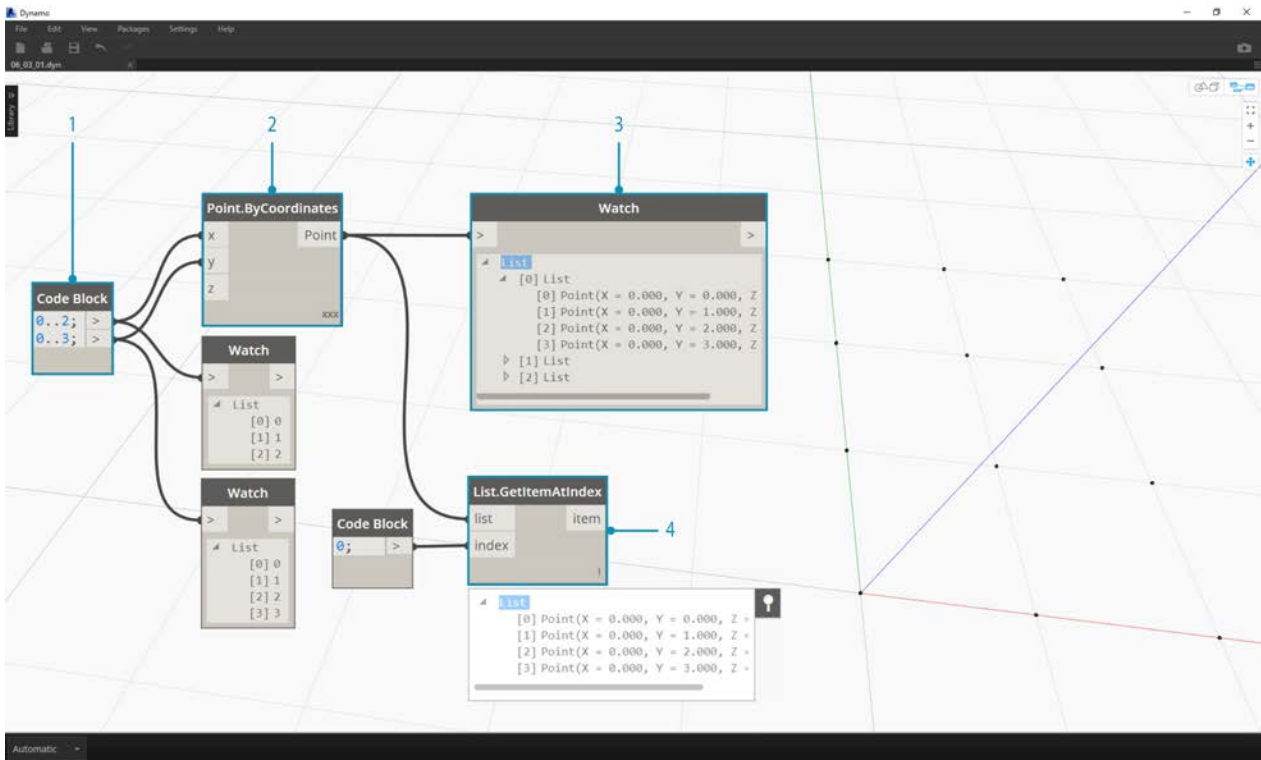 Dynamo
File Edit View Packages Settings Help
06_03_01.dyn
Library
1
2
3
Point.ByCoordinates
x Point
y
z
xxx
Watch
> >
List
[0] List
[0] Point(X = 0.000, Y = 0.000, Z
[1] Point(X = 0.000, Y = 1.000, Z
[2] Point(X = 0.000, Y = 2.000, Z
[3] Point(X = 0.000, Y = 3.000, Z
[1] List
[2] List
Code Block
0..2; >
0..3; >
Watch
> >
List
[0] 0
[1] 1
[2] 2
Watch
> >
List
[0] 0
[1] 1
[2] 2
[3] 3
Code Block
0; >
List.GetItemAtIndex
list item
index
l
4
List
[0] Point(X = 0.000, Y = 0.000, Z =
[1] Point(X = 0.000, Y = 1.000, Z =
[2] Point(X = 0.000, Y = 2.000, Z =
[3] Point(X = 0.000, Y = 3.000, Z =
Automatic